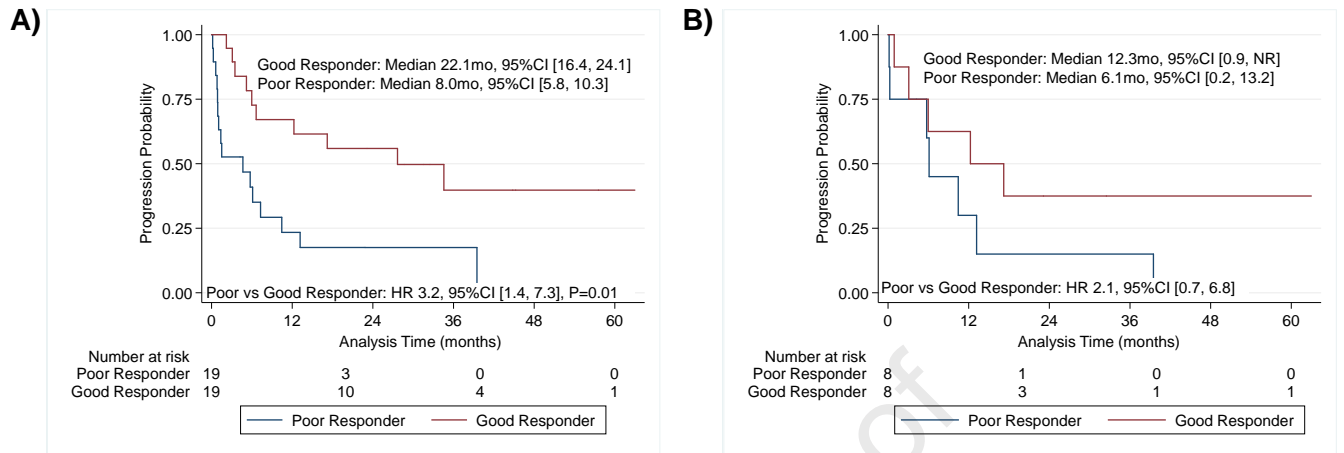 A)
1.00
0.75
0.50
0.25
0.00
Progression Probability
Good Responder: Median 22.1mo, 95%CI [16.4, 24.1]
Poor Responder: Median 8.0mo, 95%CI [5.8, 10.3]
Poor vs Good Responder: HR 3.2, 95%CI [1.4, 7.3], P=0.01
0 12 24 36 48 60
Analysis Time (months)
Number at risk
Poor Responder 19 3 0 0
Good Responder 19 10 4 1
Poor Responder Good Responder
B)
1.00
0.75
0.50
0.25
0.00
Progression Probability
Good Responder: Median 12.3mo, 95%CI [0.9, NR]
Poor Responder: Median 6.1mo, 95%CI [0.2, 13.2]
Poor vs Good Responder: HR 2.1, 95%CI [0.7, 6.8]
0 12 24 36 48 60
Analysis Time (months)
Number at risk
Poor Responder 8 1 0 0
Good Responder 8 3 1 1
Poor Responder Good Responder
of